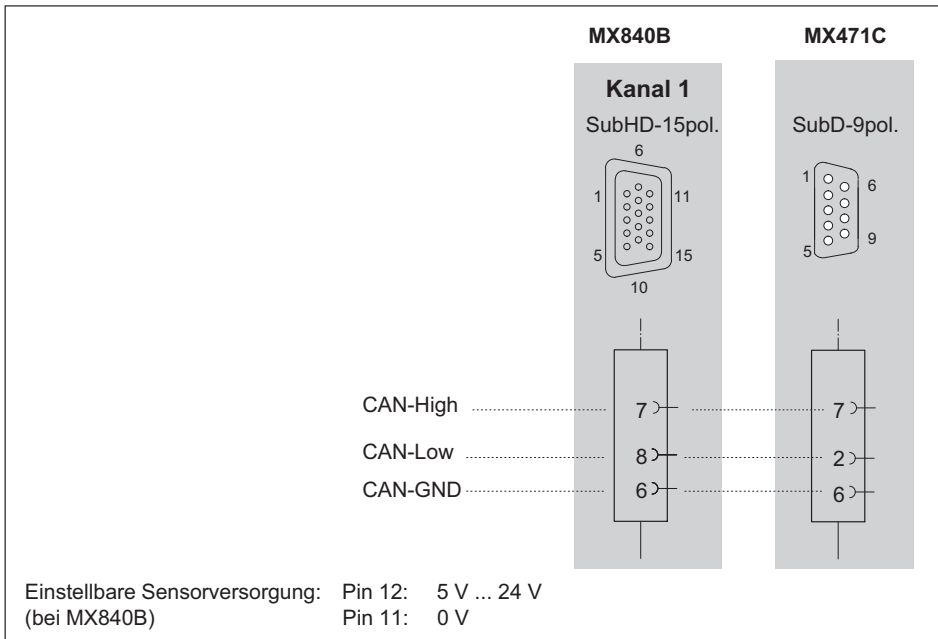 MX840B MX471C
Kanal 1
SubHD-15pol. SubD-9pol.
6
1 11
5 15
10
1 6
5 9
CAN-High 7 7
CAN-Low 8 2
CAN-GND 6 6
Einstellbare Sensorversorgung: Pin 12: 5 V ... 24 V
(bei MX840B) Pin 11: 0 V